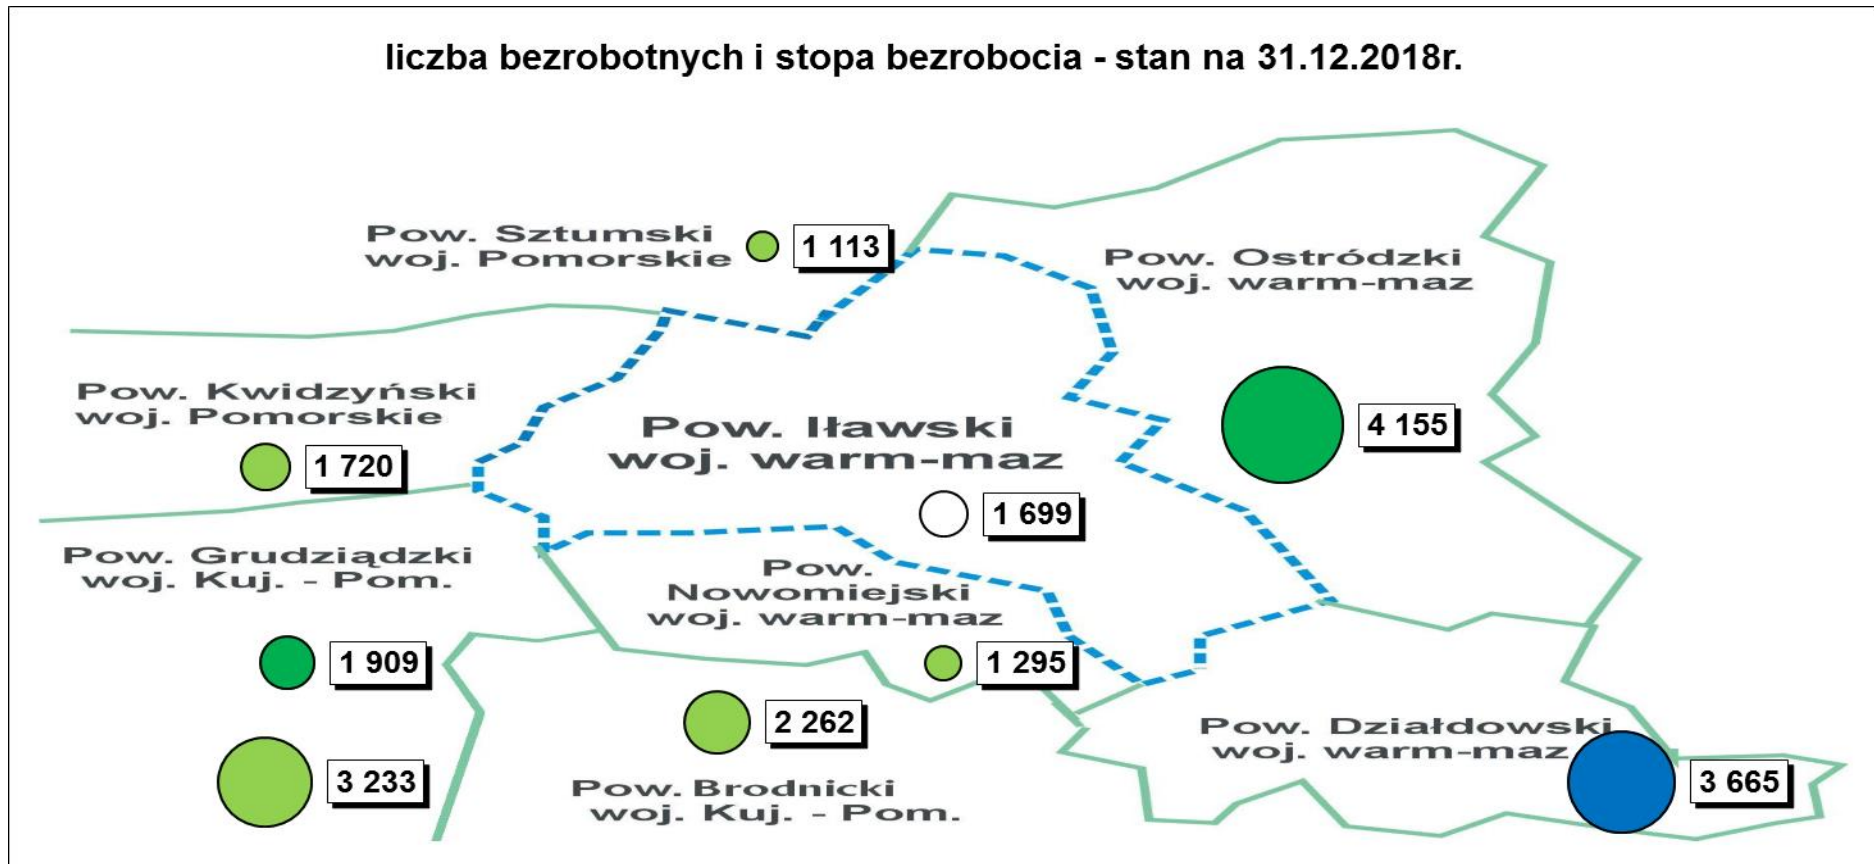 liczba bezrobotnych i stopa bezrobocia - stan na 31.12.2018r.
Pow. Sztumski
woj. Pomorskie
1 113
Pow. Ostródzki
woj. warm-maz
4 155
Pow. Kwidzyński
woj. Pomorskie
1 720
Pow. Iławski
woj. warm-maz
1 699
Pow. Grudziądzki
woj. Kuj. - Pom.
1 909
3 233
Pow.
Nowomiejski
woj. warm-maz
1 295
2 262
Pow. Brodnicki
woj. Kuj. - Pom.
Pow. Działdowski
woj. warm-maz
3 665